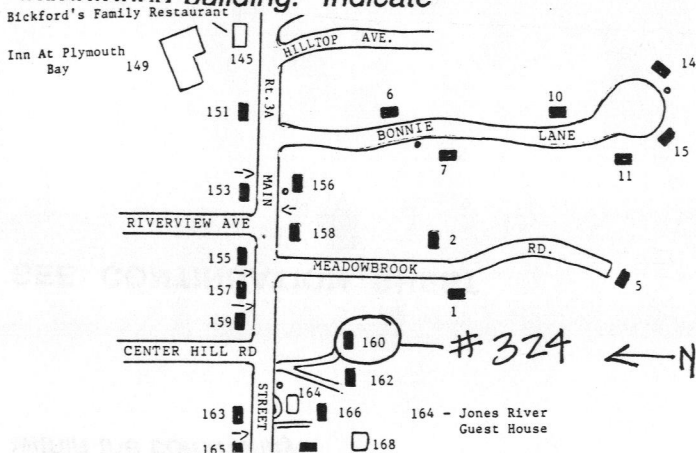 building. Indicate
Bickford's Family Restaurant
Inn At Plymouth
Bay
149
145
HILLTOP AVE.
14
Rt.3A
151
6
10
BONNIE LANE
15
7
11
MAIN
153
156
RIVERVIEW AVE
158
2
155
MEADOWBROOK RD.
157
5
1
159
160
#324
N
CENTER HILL RD
162
STREET
164
163
166
164 - Jones River
Guest House
165
168